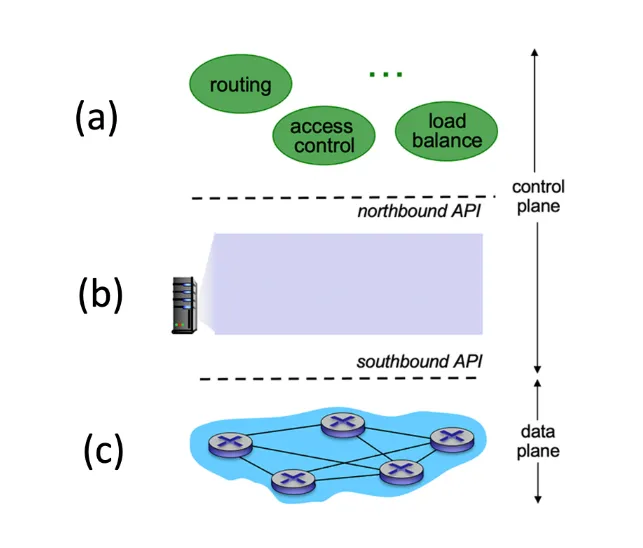 routing
...
(a)
access
control
load
balance
control
plane
northbound API
(b)
southbound API
(c)
data
plane